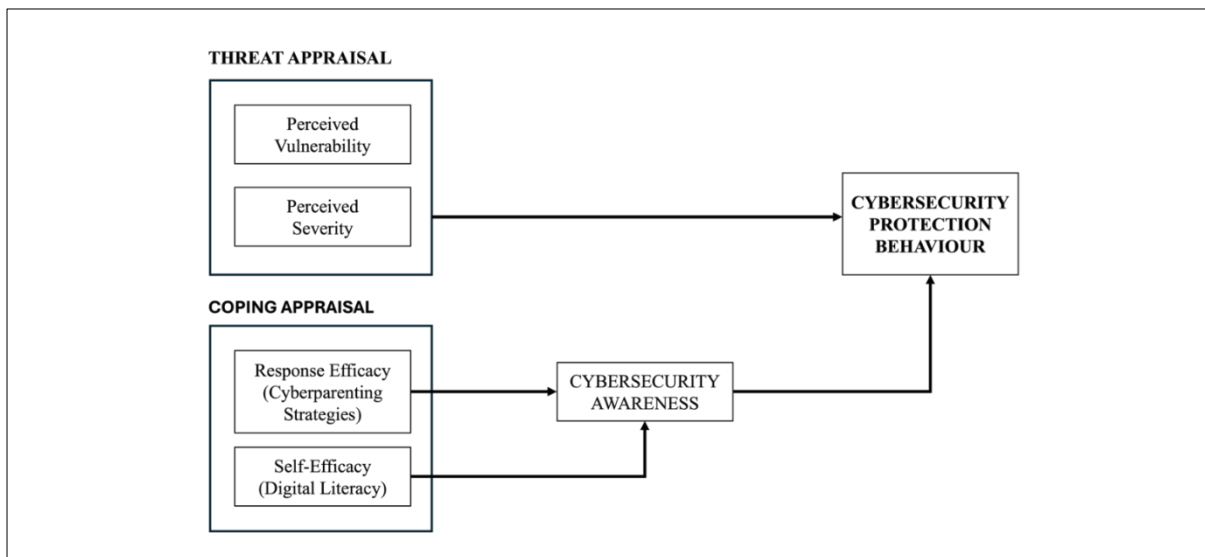 THREAT APPRAISAL
Perceived
Vulnerability
Perceived
Severity
CYBERSECURITY
PROTECTION
BEHAVIOUR
COPING APPRAISAL
Response Efficacy
(Cyberparenting
Strategies)
CYBERSECURITY
AWARENESS
Self-Efficacy
(Digital Literacy)